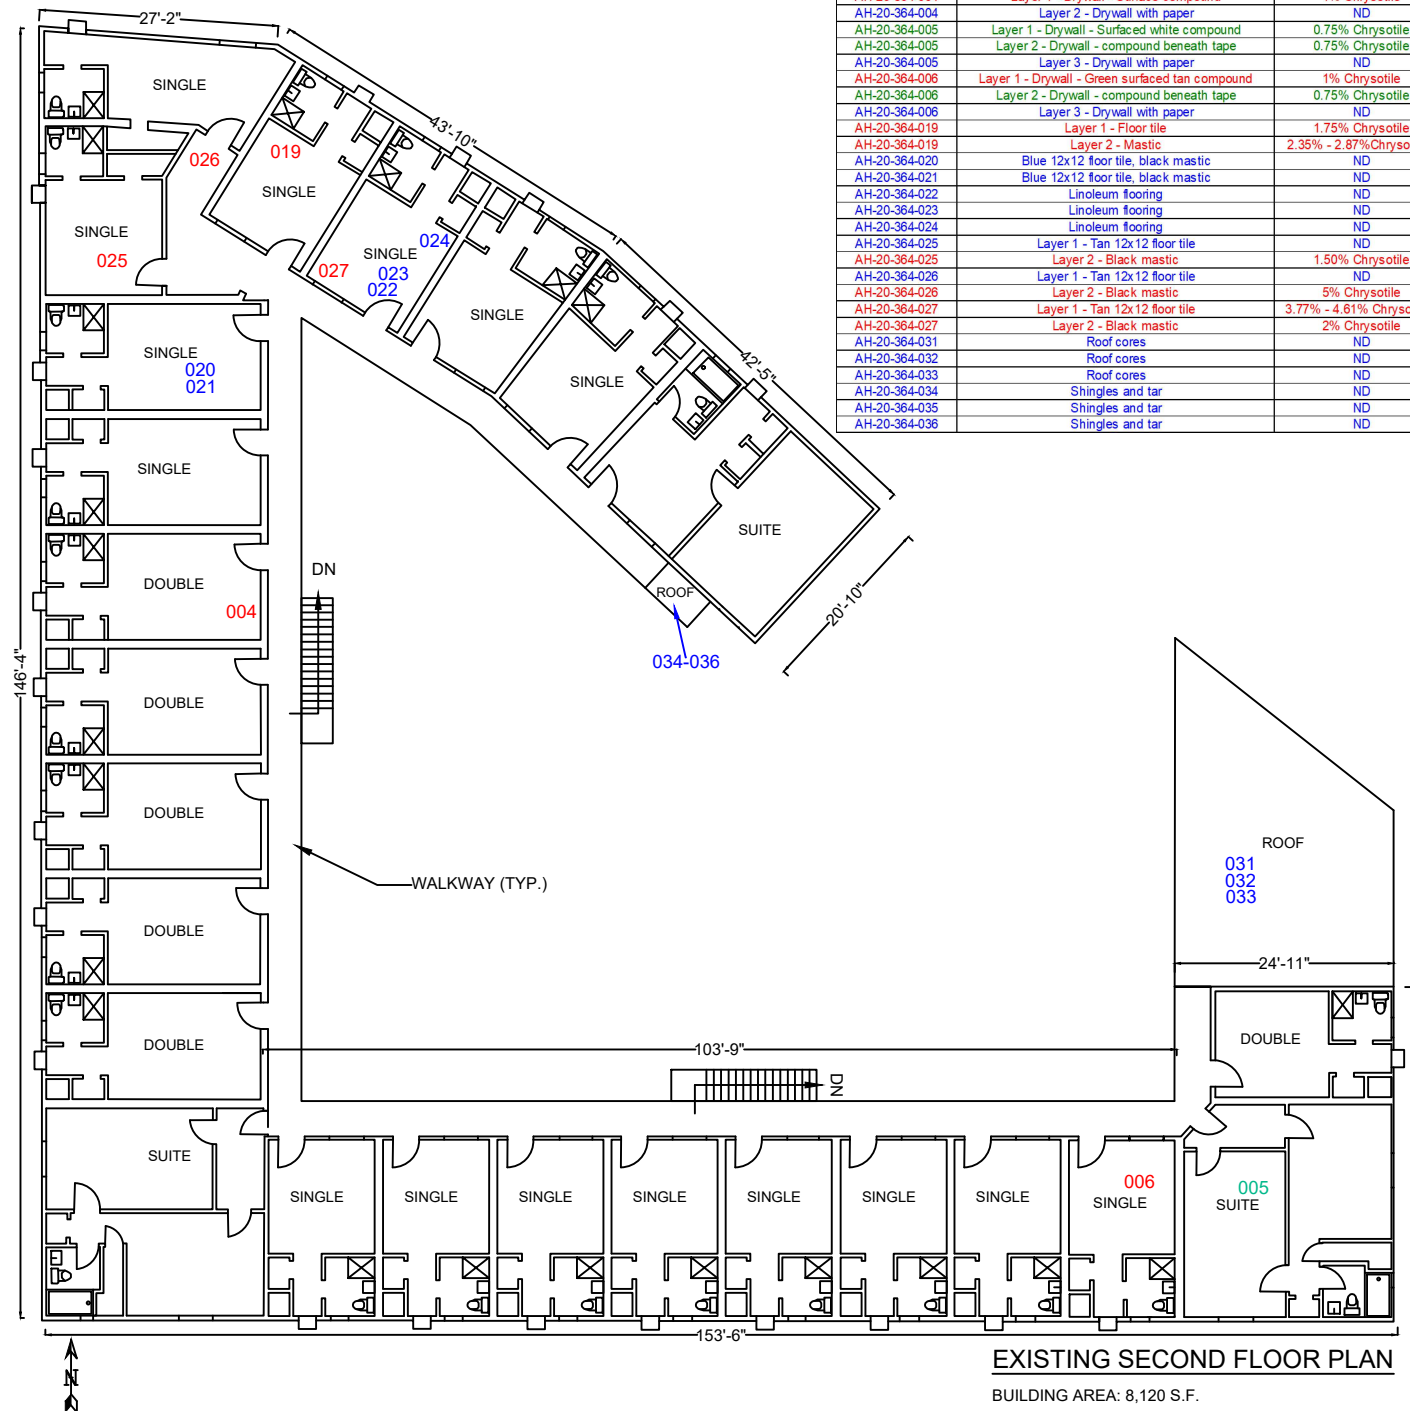 AH-20-364-004 Layer 2 - Drywall with paper ND
AH-20-364-005 Layer 1 - Drywall - Surfaced white compound 0.75% Chrysotile
AH-20-364-005 Layer 2 - Drywall - compound beneath tape 0.75% Chrysotile
AH-20-364-005 Layer 3 - Drywall with paper ND
AH-20-364-006 Layer 1 - Drywall - Green surfaced tan compound 1% Chrysotile
AH-20-364-006 Layer 2 - Drywall - compound beneath tape 0.75% Chrysotile
AH-20-364-006 Layer 3 - Drywall with paper ND
AH-20-364-019 Layer 1 - Floor tile 1.75% Chrysotile
AH-20-364-019 Layer 2 - Mastic 2.35% - 2.87%Chryso
AH-20-364-020 Blue 12x12 floor tile, black mastic ND
AH-20-364-021 Blue 12x12 floor tile, black mastic ND
AH-20-364-022 Linoleum flooring ND
AH-20-364-023 Linoleum flooring ND
AH-20-364-024 Linoleum flooring ND
AH-20-364-025 Layer 1 - Tan 12x12 floor tile ND
AH-20-364-025 Layer 2 - Black mastic 1.50% Chrysotile
AH-20-364-026 Layer 1 - Tan 12x12 floor tile ND
AH-20-364-026 Layer 2 - Black mastic 5% Chrysotile
AH-20-364-027 Layer 1 - Tan 12x12 floor tile 3.77% - 4.61% Chryso
AH-20-364-027 Layer 2 - Black mastic 2% Chrysotile
AH-20-364-031 Roof cores ND
AH-20-364-032 Roof cores ND
AH-20-364-033 Roof cores ND
AH-20-364-034 Shingles and tar ND
AH-20-364-035 Shingles and tar ND
AH-20-364-036 Shingles and tar ND
27'-2"
43'-10"
42'-5"
20'-10"
146'-4"
SINGLE
026
019
SINGLE
SINGLE
025
SINGLE
024
023
022
027
SINGLE
SINGLE
SINGLE
020
021
SINGLE
SUITE
DOUBLE
004
DN
ROOF
034-036
DOUBLE
DOUBLE
ROOF
031
032
033
WALKWAY (TYP.)
DOUBLE
24'-11"
DOUBLE
DOUBLE
103'-9"
DN
SUITE
SINGLE
SINGLE
SINGLE
SINGLE
SINGLE
SINGLE
SINGLE
006
SINGLE
005
SUITE
153'-6"
N
EXISTING SECOND FLOOR PLAN
BUILDING AREA: 8,120 S.F.